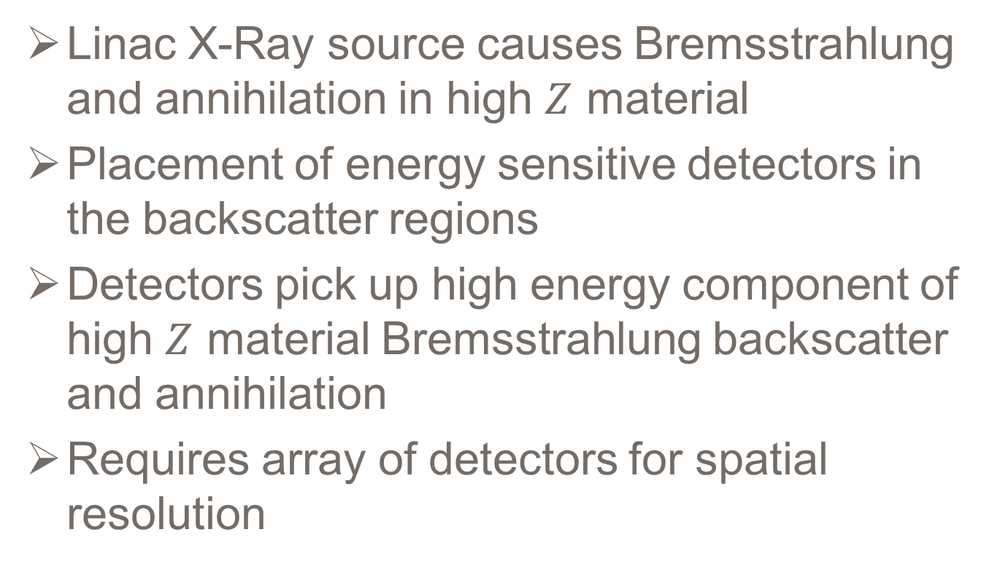 ➢Linac X-Ray source causes Bremsstrahlung
and annihilation in high Z material
➢Placement of energy sensitive detectors in
the backscatter regions
➢Detectors pick up high energy component of
high Z material Bremsstrahlung backscatter
and annihilation
➢Requires array of detectors for spatial
resolution